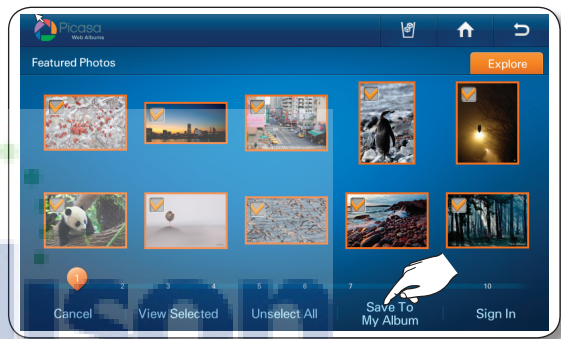 Picasa
Web Albums
Featured Photos
Explore
1 2 3 4 5 6 7 10
Cancel
View Selected
Unselect All
Save To
My Album
Sign In